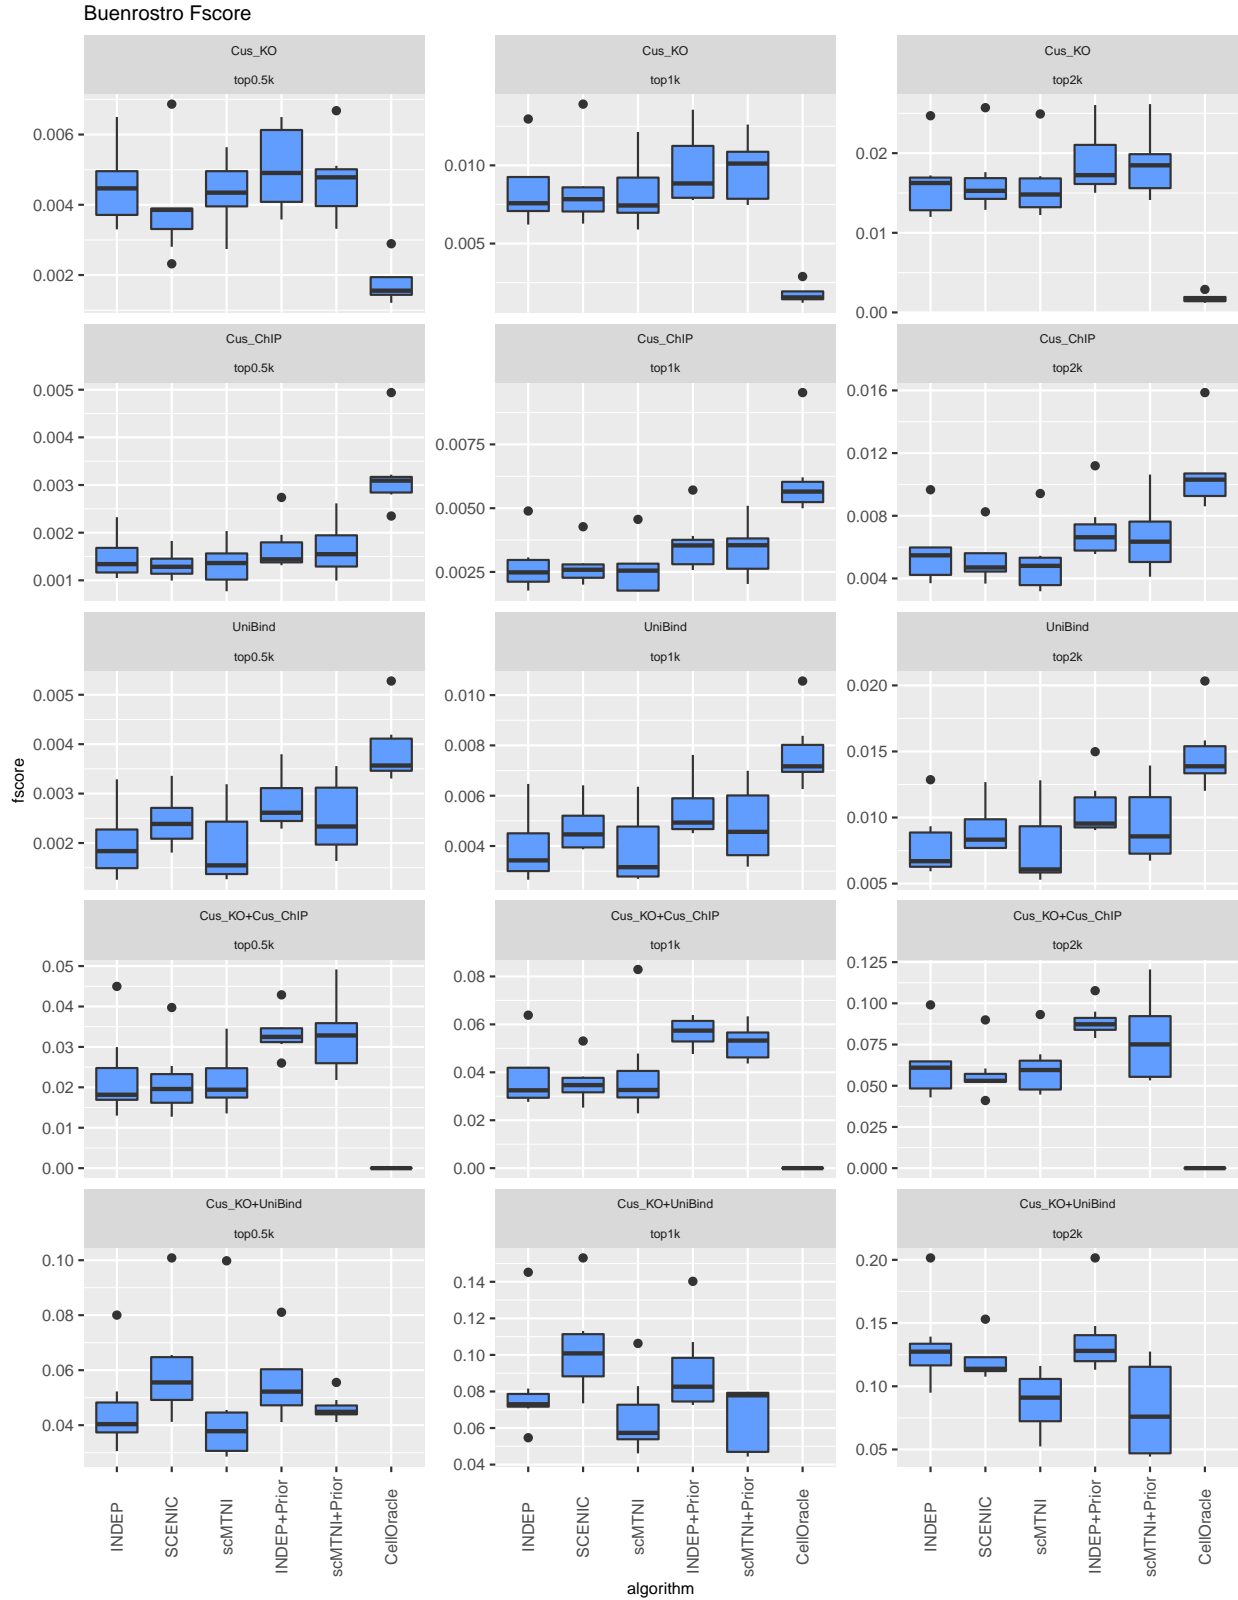 Buenrostro Fscore
Cus_KO
top0.5k
0.006
0.004
0.002
Cus_KO
top1k
0.010
0.005
Cus_KO
top2k
0.02
0.01
0.00
Cus_ChIP
top0.5k
0.005
0.004
0.003
0.002
0.001
Cus_ChIP
top1k
0.0075
0.0050
0.0025
Cus_ChIP
top2k
0.016
0.012
0.008
0.004
UniBind
top0.5k
0.005
0.004
0.003
0.002
UniBind
top1k
0.010
0.008
0.006
0.004
UniBind
top2k
0.020
0.015
0.010
0.005
fscore
Cus_KO+Cus_ChIP
top0.5k
0.05
0.04
0.03
0.02
0.01
0.00
Cus_KO+Cus_ChIP
top1k
0.08
0.06
0.04
0.02
0.00
Cus_KO+Cus_ChIP
top2k
0.125
0.100
0.075
0.050
0.025
0.000
Cus_KO+UniBind
top0.5k
0.10
0.08
0.06
0.04
Cus_KO+UniBind
top1k
0.14
0.12
0.10
0.08
0.06
0.04
Cus_KO+UniBind
top2k
0.20
0.15
0.10
0.05
INDEP
SCENIC
scMTNI
INDEP+Prior
scMTNI+Prior
CellOracle
INDEP
SCENIC
scMTNI
INDEP+Prior
scMTNI+Prior
CellOracle
INDEP
SCENIC
scMTNI
INDEP+Prior
scMTNI+Prior
CellOracle
algorithm